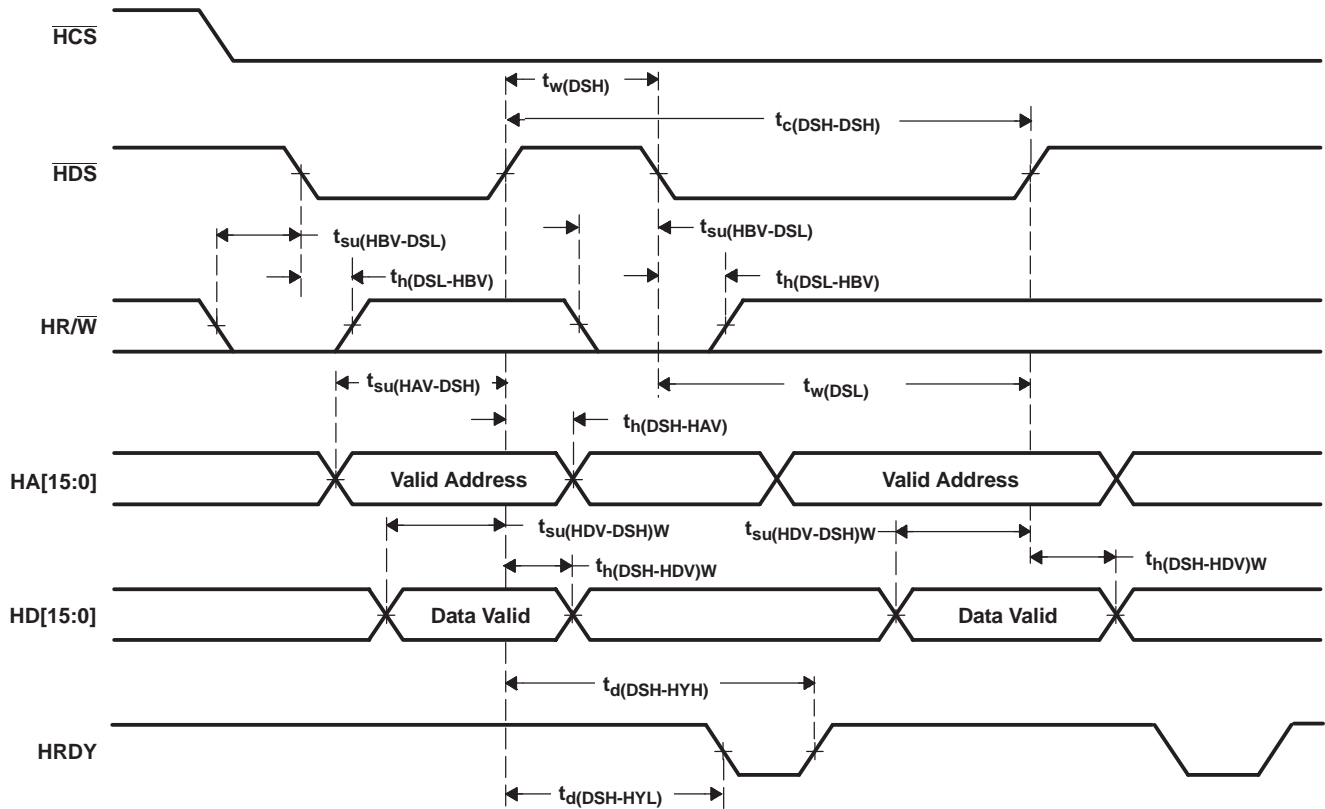 HCS
tw(DSH)
tc(DSH-DSH)
HDS
tsu(HBV-DSL)
tsu(HBV-DSL)
th(DSL-HBV)
th(DSL-HBV)
HR/W
tsu(HAV-DSH)
tw(DSL)
th(DSH-HAV)
HA[15:0]
Valid Address
Valid Address
tsu(HDV-DSH)W
tsu(HDV-DSH)W
th(DSH-HDV)W
th(DSH-HDV)W
HD[15:0]
Data Valid
Data Valid
td(DSH-HYH)
HRDY
td(DSH-HYL)